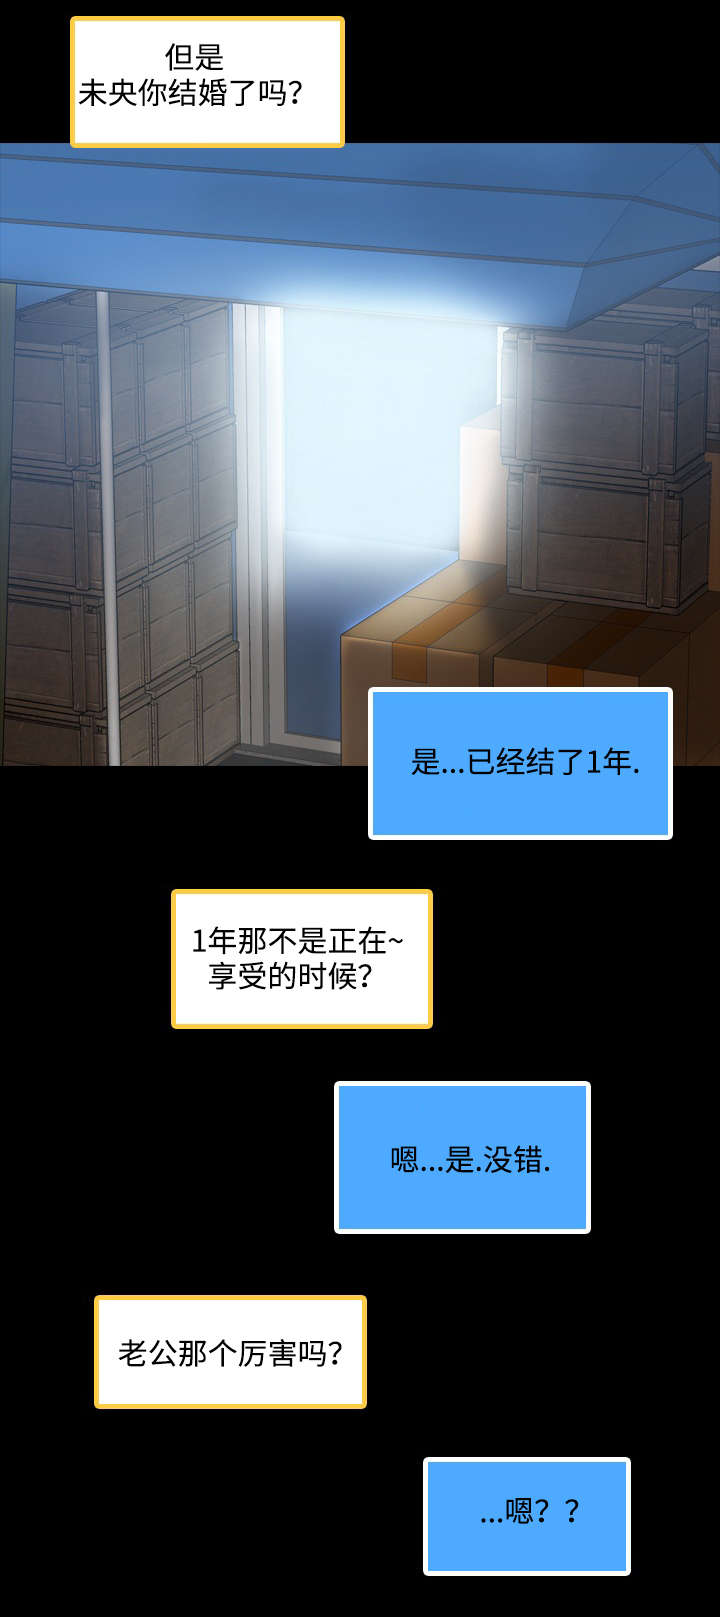 但是
未央你结婚了吗？
是...已经结了1年.
1年那不是正在~
享受的时候？
嗯...是.没错.
老公那个厉害吗？
...嗯？？